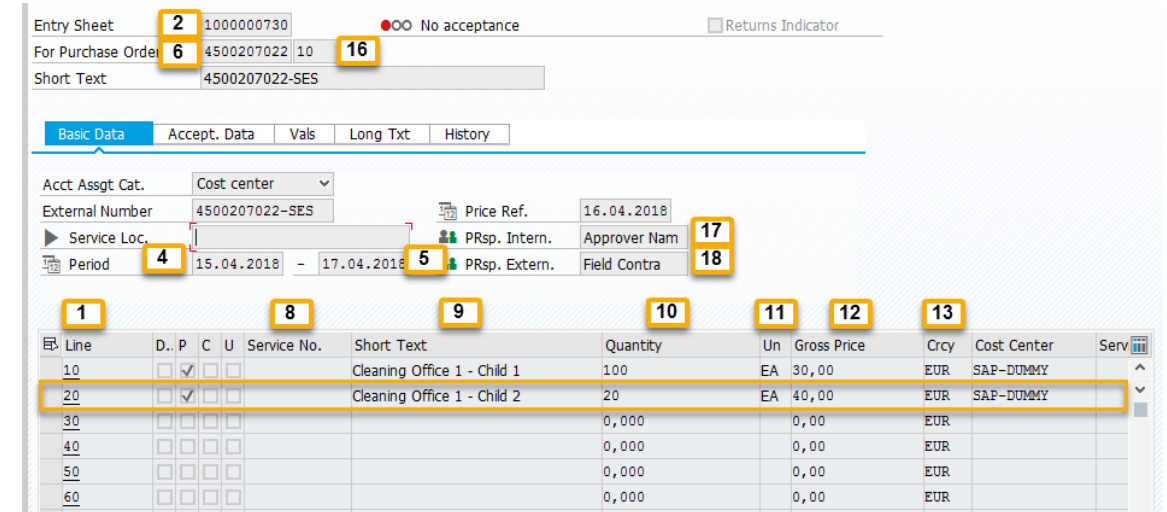 Entry Sheet 2 1000000730 No acceptance Returns Indicator
For Purchase Order 6 4500207022 10 16
Short Text 4500207022-SES
Basic Data Accept. Data Vals Long Txt History
Acct Assgt Cat. Cost center
External Number 4500207022-SES Price Ref. 16.04.2018
Service Loc. PRsp. Intern. Approver Nam 17
Period 4 15.04.2018 - 17.04.2018 5 PRsp. Extern. Field Contra 18
1 8 9 10 11 12 13
Line D.. P C U Service No. Short Text Quantity Un Gross Price Crcy Cost Center Serv
10 Cleaning Office 1 - Child 1 100 EA 30,00 EUR SAP-DUMMY
20 Cleaning Office 1 - Child 2 20 EA 40,00 EUR SAP-DUMMY
30 0,000 0,00 EUR
40 0,000 0,00 EUR
50 0,000 0,00 EUR
60 0,000 0,00 EUR